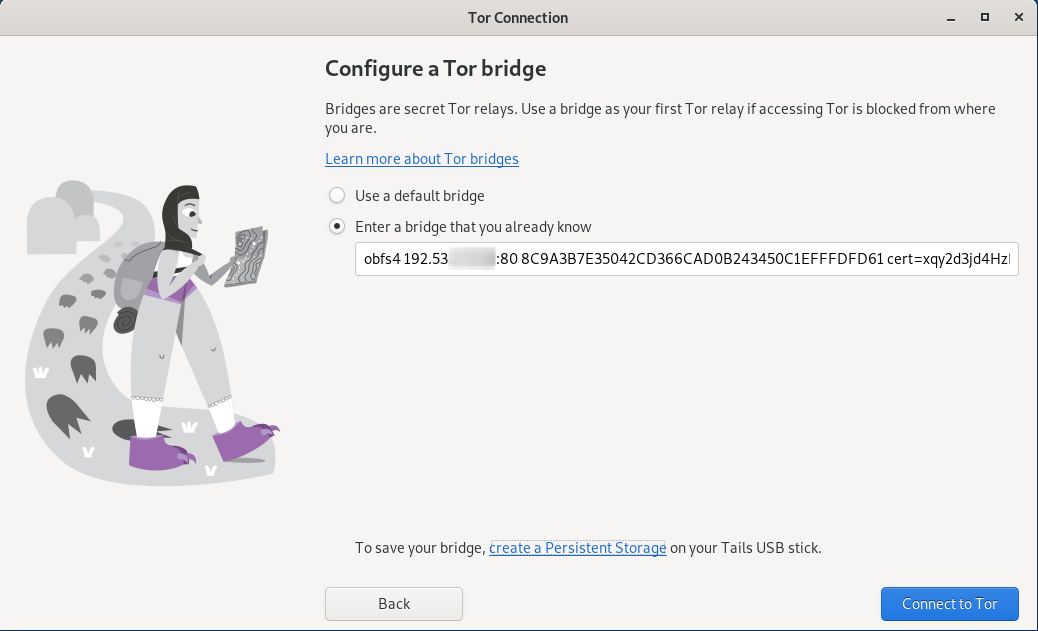 Tor Connection
Configure a Tor bridge
Bridges are secret Tor relays. Use a bridge as your first Tor relay if accessing Tor is blocked from where
you are.
Learn more about Tor bridges
Use a default bridge
Enter a bridge that you already know
obfs4 192.53 :80 8C9A3B7E35042CD366CAD0B243450C1EFFFDFD61 cert=xqy2d3jd4Hz
To save your bridge, create a Persistent Storage on your Tails USB stick.
Back
Connect to Tor